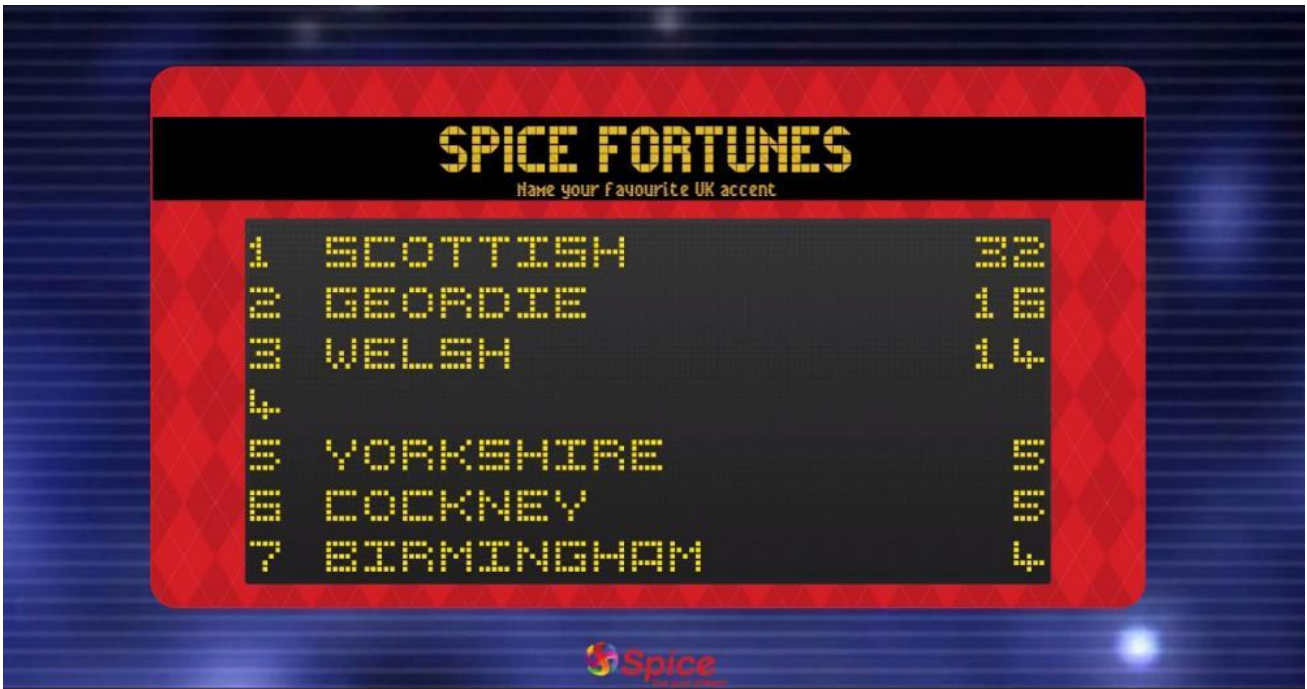 SPICE FORTUNES
Name your favourite UK accent
1 SCOTTISH 32
2 GEORDIE 16
3 WELSH 14
4
5 YORKSHIRE 5
6 COCKNEY 5
7 BIRMINGHAM 4
Spice